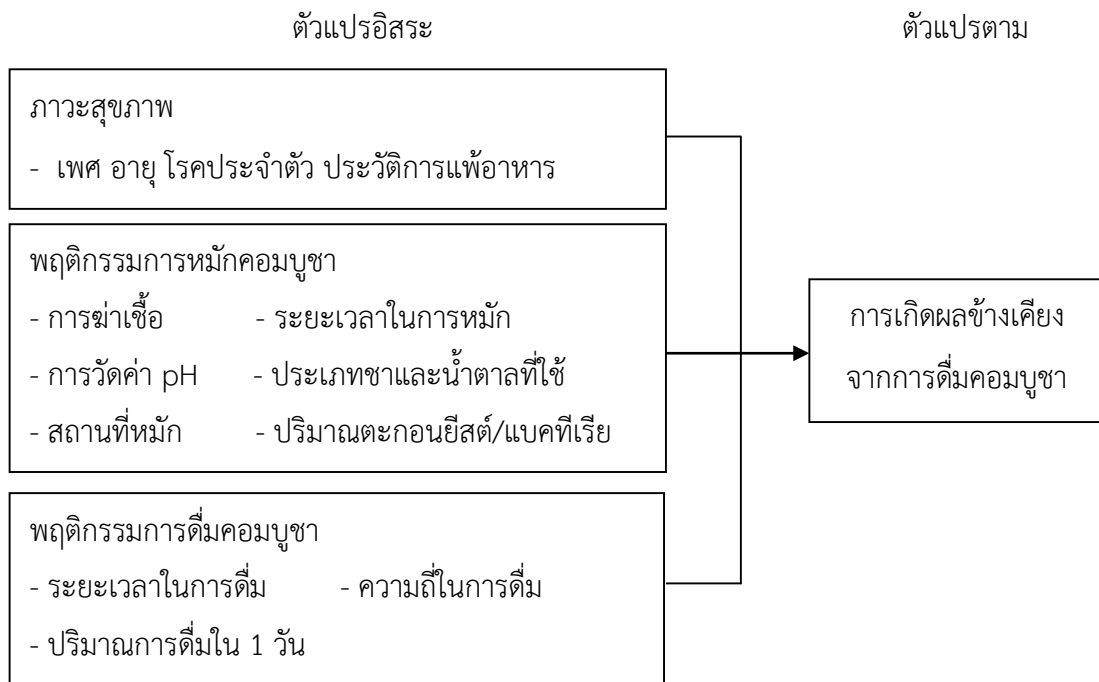 ตัวแปรอิสระ ตัวแปรตาม
ภาวะสุขภาพ
- เพศ อายุ โรคประจำตัว ประวัติการแพ้อาหาร
พฤติกรรมการหมักคอมบูชา
- การฆ่าเชื้อ - ระยะเวลาในการหมัก
- การวัดค่า pH - ประเภทชาและน้ำตาลที่ใช้
- สถานที่หมัก - ปริมาณตะกอนยีสต์/แบคทีเรีย
พฤติกรรมการดื่มคอมบูชา
- ระยะเวลาในการดื่ม - ความถี่ในการดื่ม
- ปริมาณการดื่มใน 1 วัน
การเกิดผลข้างเคียง
จากการดื่มคอมบูชา